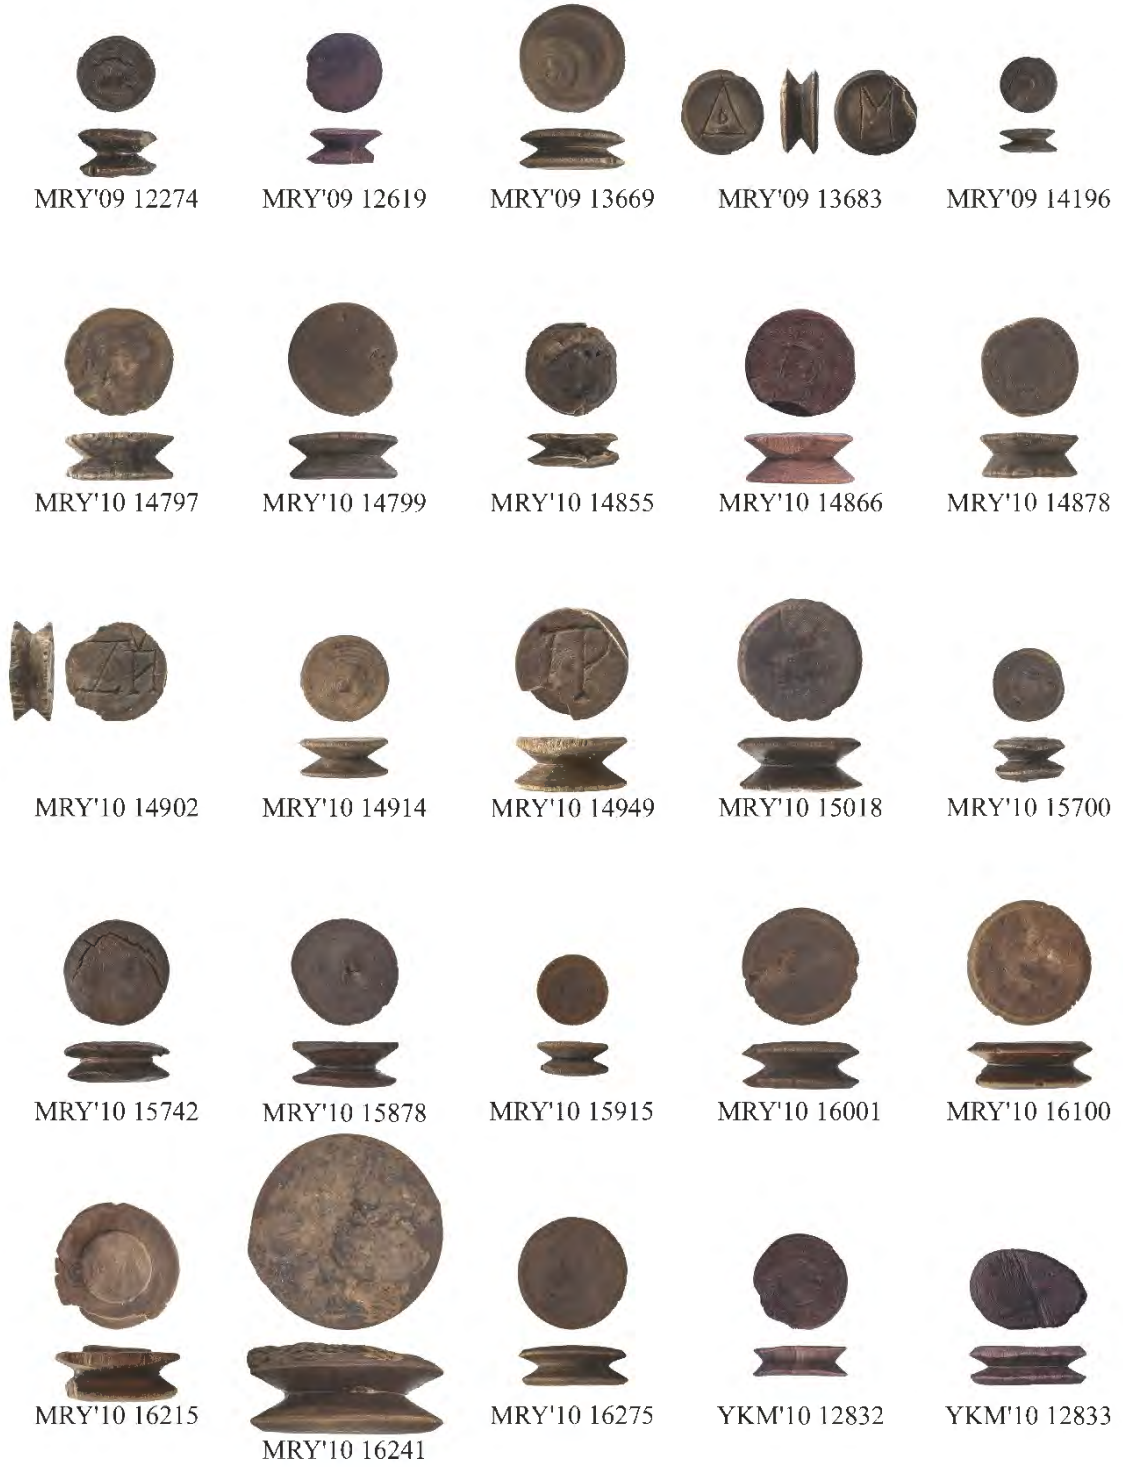 MRY'09 12274 MRY'09 12619 MRY'09 13669 MRY'09 13683 MRY'09 14196
MRY'10 14797 MRY'10 14799 MRY'10 14855 MRY'10 14866 MRY'10 14878
MRY'10 14902 MRY'10 14914 MRY'10 14949 MRY'10 15018 MRY'10 15700
MRY'10 15742 MRY'10 15878 MRY'10 15915 MRY'10 16001 MRY'10 16100
MRY'10 16215 MRY'10 16241 MRY'10 16275 YKM'10 12832 YKM'10 12833